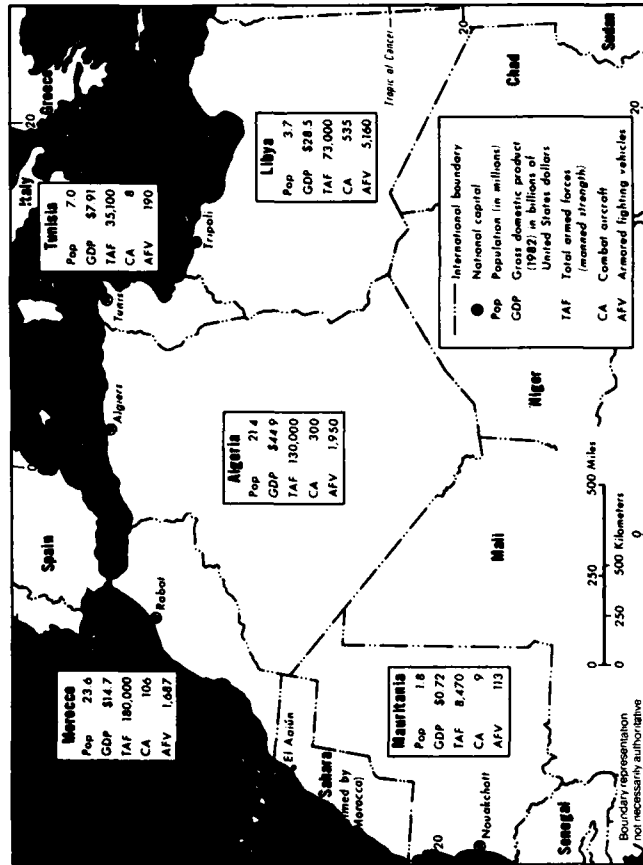 Spain
Italy
Greece
20
0
Morocco
Pop 23.6
GDP $14.7
TAF 180,000
CA 106
AFV 1,687
Tunisia
Pop 7.0
GDP $7.91
TAF 35,100
CA 8
AFV 190
Rabat
Algiers
Tunis
Tripoli
Algeria
Pop 21.4
GDP $44.9
TAF 130,000
CA 300
AFV 1,950
Libya
Pop 3.7
GDP $28.5
TAF 73,000
CA 535
AFV 5,160
El Aaiún
Sahara
Morocco)
Tropic of Cancer
20
Mauritania
Pop 1.8
GDP $0.72
TAF 8,470
CA 9
AFV 113
20
Nouakchott
Mali
Niger
Chad
Sudan
Senegal
International boundary
National capital
Pop Population (in millions)
GDP Gross domestic product
(1982) in billions of
United States dollars
TAF Total armed forces
(manned strength)
CA Combat aircraft
AFV Armored fighting vehicles
0 250 500 Miles
0 250 500 Kilometers
Boundary representation
not necessarily authoritative
0
20